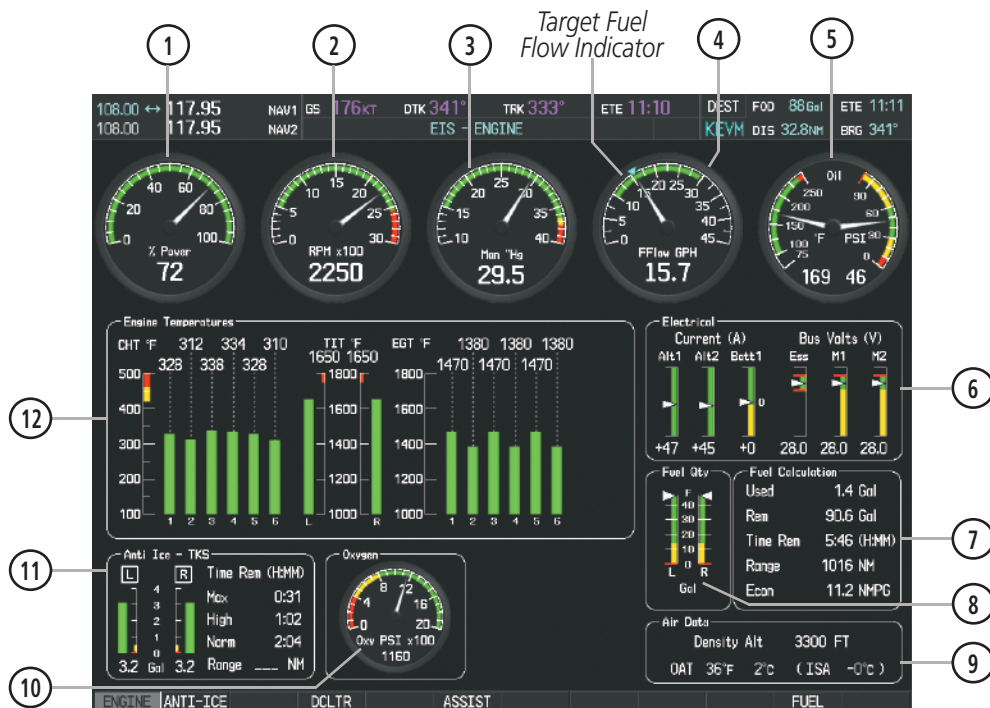 Target Fuel
Flow Indicator
1
2
3
4
5
108.00 ↔ 117.95 NAV1 GS 176KT DTK 341° TRK 333° ETE 11:10 DEST FOD 88Gal ETE 11:11
108.00 117.95 NAV2 EIS - ENGINE KEVM DIS 32.8NM BRG 341°
0 20 40 60 80 100
% Power
72
0 5 10 15 20 25 30
RPM x100
2250
10 15 20 25 30 35 40
Man "Hg
29.5
0 5 10 15 20 25 30 35 40 45
FFlow GPH
15.7
Oil
250 200 150 100 75
°F
90 60 30 0
PSI
169 46
Engine Temperatures
CHT °F 312 334 310 TIT °F EGT °F 1380 1380 1380
328 338 328 1650 1650 1470 1470 1470
500 1800 1800
400 1600 1600
300 1400 1400
200 1200 1200
100 1000 1000
1 2 3 4 5 6 L R 1 2 3 4 5 6
12
Electrical
Current (A) Bus Volts (V)
Alt1 Alt2 Batt1 Ess M1 M2
0
+47 +45 +0 28.0 28.0 28.0
6
Fuel Qty
F
40
30
20
10
0
L R
Gal
8
Fuel Calculation
Used 1.4 Gal
Rem 90.6 Gal
Time Rem 5:46 (H:MM)
Range 1016 NM
Econ 11.2 NMPG
7
Anti Ice - TKS
L R Time Rem (H:MM)
4
3
2
1
0
Max 0:31
High 1:02
Norm 2:04
3.2 Gal 3.2 Range ___ NM
11
Oxygen
0 4 8 12 16 20
Oxy PSI x100
1160
10
Air Data
Density Alt 3300 FT
OAT 36°F 2°C (ISA -0°C)
9
ENGINE ANTI-ICE DCLTR ASSIST FUEL